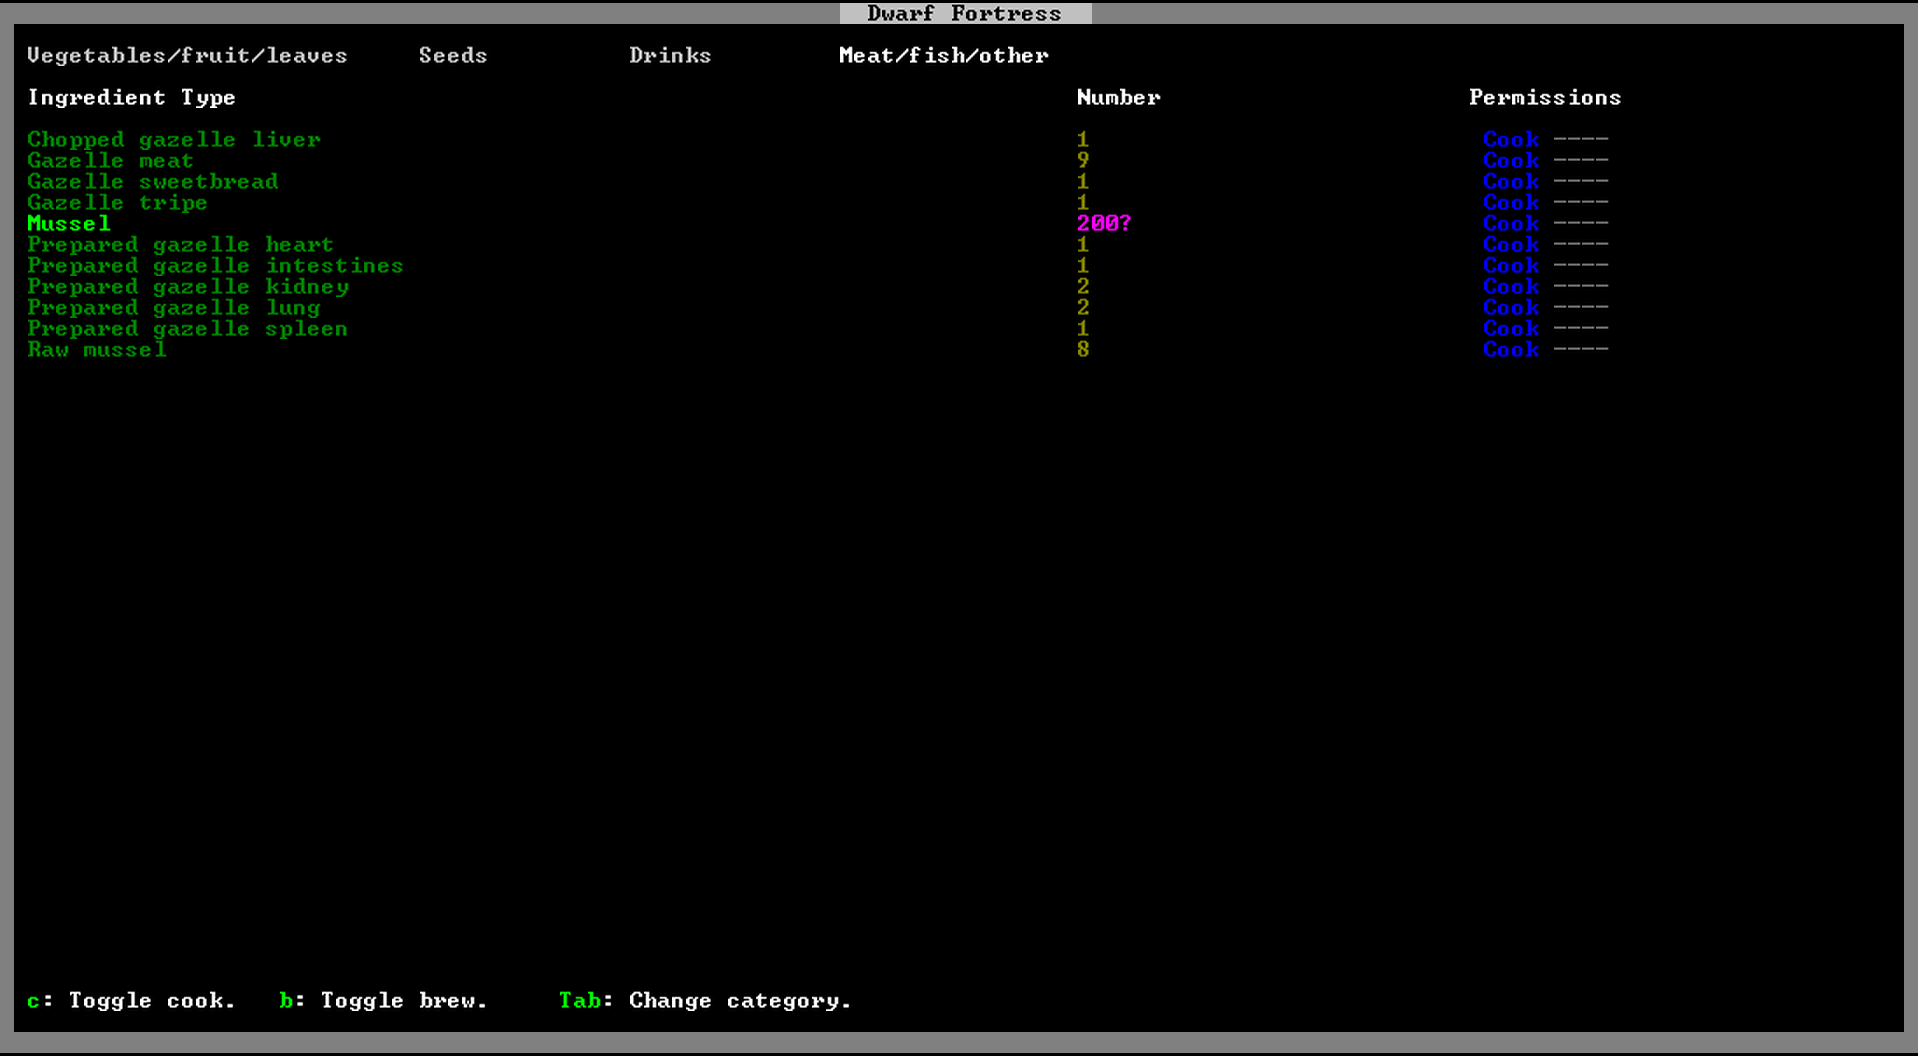 Dwarf Fortress
Vegetables/fruit/leaves Seeds Drinks Meat/fish/other
Ingredient Type Number Permissions
Chopped gazelle liver 1 Cook ----
Gazelle meat 9 Cook ----
Gazelle sweetbread 1 Cook ----
Gazelle tripe 1 Cook ----
Mussel 200? Cook ----
Prepared gazelle heart 1 Cook ----
Prepared gazelle intestines 1 Cook ----
Prepared gazelle kidney 2 Cook ----
Prepared gazelle lung 2 Cook ----
Prepared gazelle spleen 1 Cook ----
Raw mussel 8 Cook ----
c: Toggle cook. b: Toggle brew. Tab: Change category.